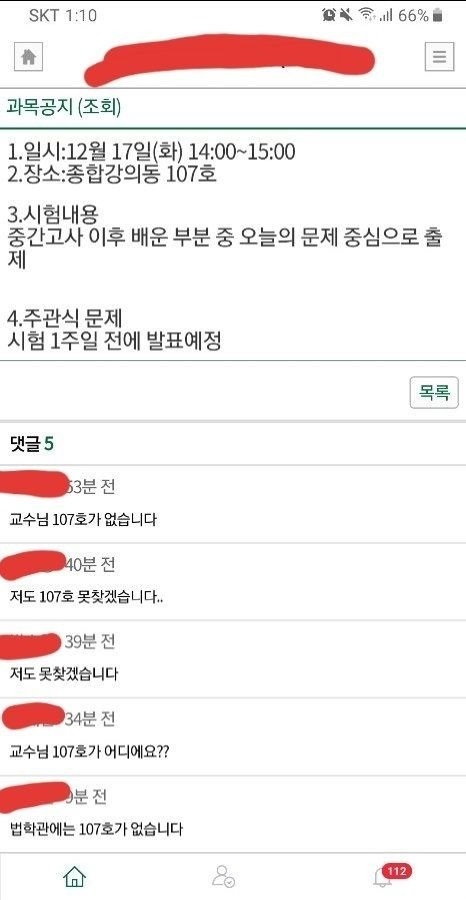 SKT 1:10 66%
과목공지 (조회)
1.일시:12월 17일(화) 14:00~15:00
2.장소:종합강의동 107호
3.시험내용
중간고사 이후 배운 부분 중 오늘의 문제 중심으로 출
제
4.주관식 문제
시험 1주일 전에 발표예정
목록
댓글 5
53분 전
교수님 107호가 없습니다
40분 전
저도 107호 못찾겠습니다..
39분 전
저도 못찾겠습니다
34분 전
교수님 107호가 어디에요??
분 전
법학관에는 107호가 없습니다
112